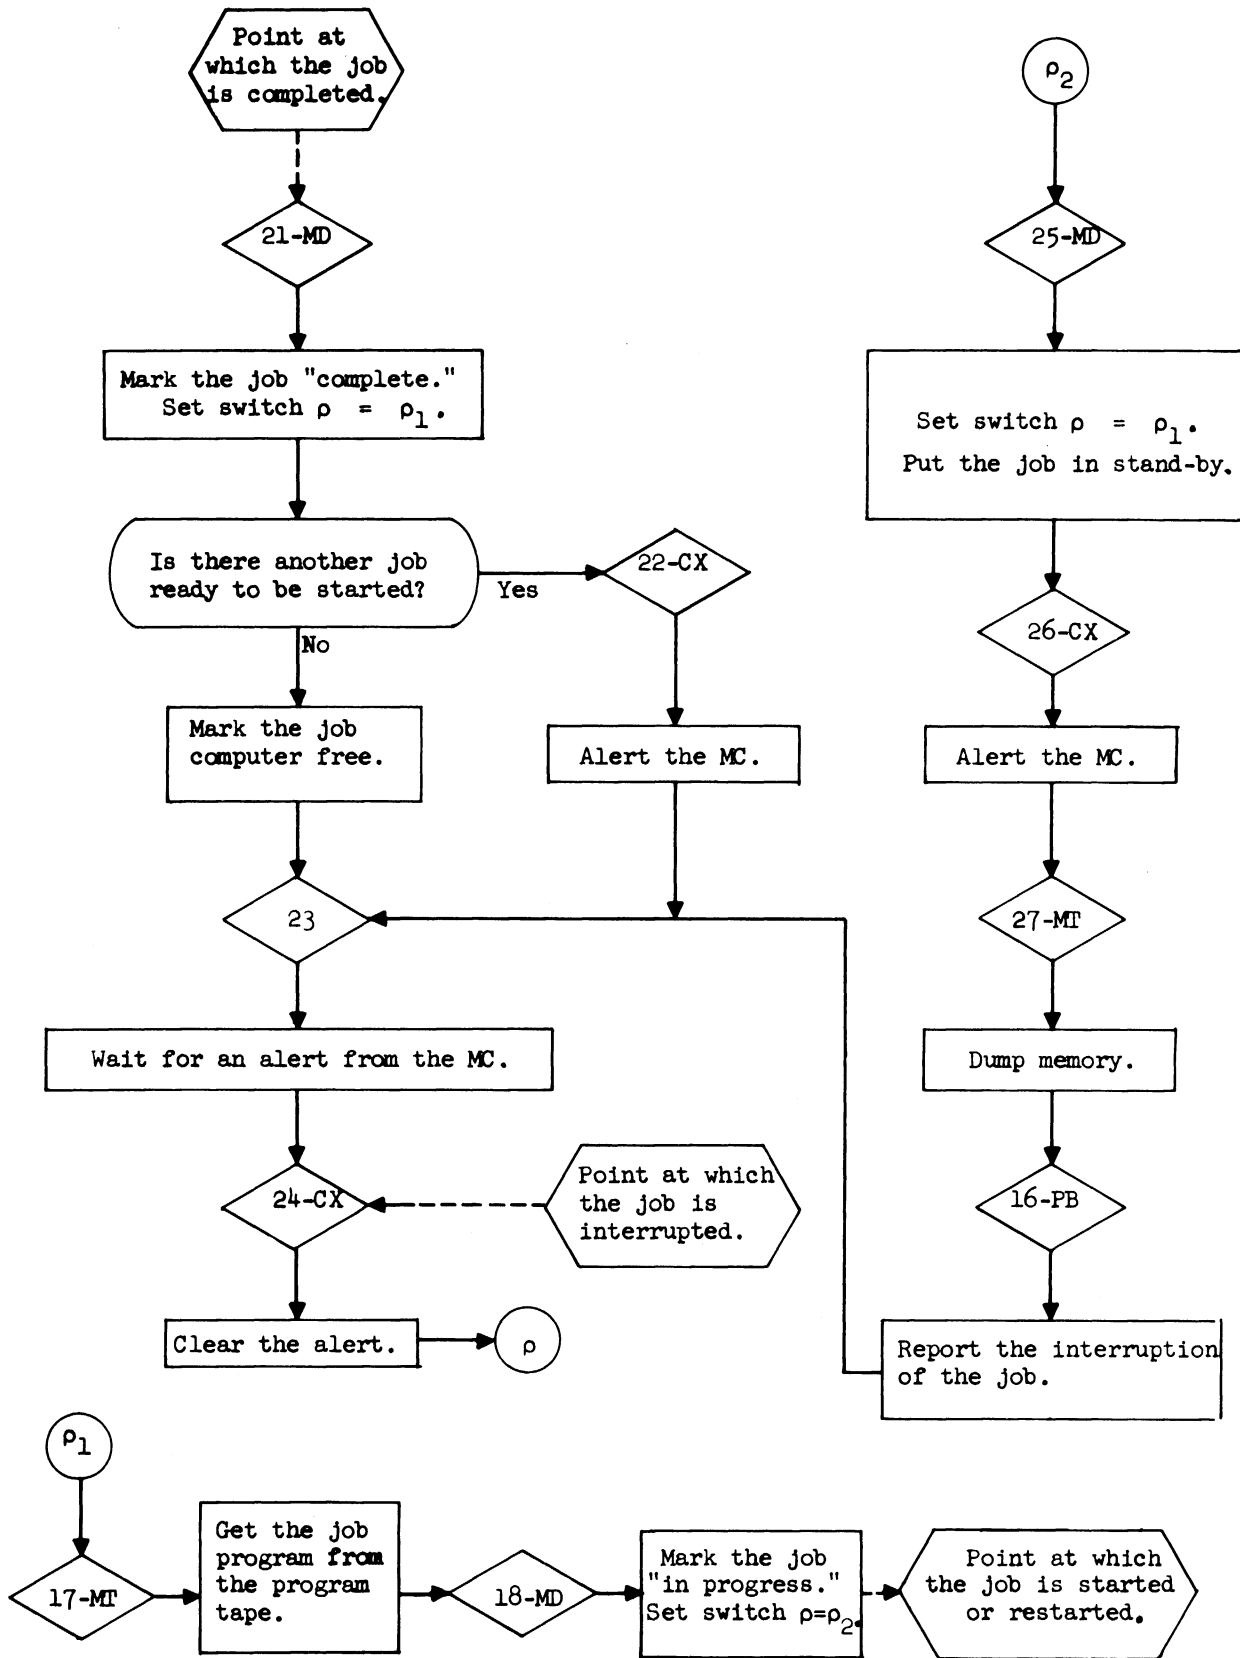 Point at
which the job
is completed.
21-MD
Mark the job "complete."
Set switch ρ = ρ1.
Is there another job
ready to be started?
Yes
No
22-CX
Mark the job
computer free.
Alert the MC.
23
Wait for an alert from the MC.
24-CX
Point at which
the job is
interrupted.
Clear the alert.
ρ
ρ2
25-MD
Set switch ρ = ρ1.
Put the job in stand-by.
26-CX
Alert the MC.
27-MT
Dump memory.
16-PB
Report the interruption
of the job.
ρ1
17-MT
Get the job
program from
the program
tape.
18-MD
Mark the job
"in progress."
Set switch ρ=ρ2.
Point at which
the job is started
or restarted.